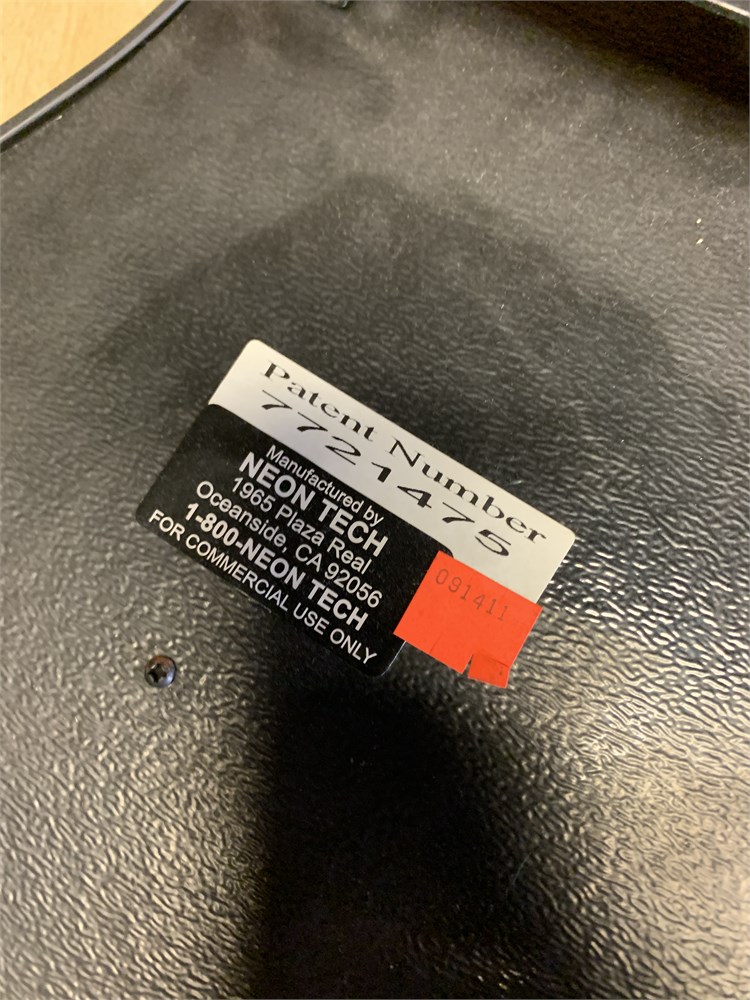 Patent Number
7721475
Manufactured by
NEON TECH
1965 Plaza Real
Oceanside, CA 92056
1-800-NEON TECH
FOR COMMERCIAL USE ONLY
091411